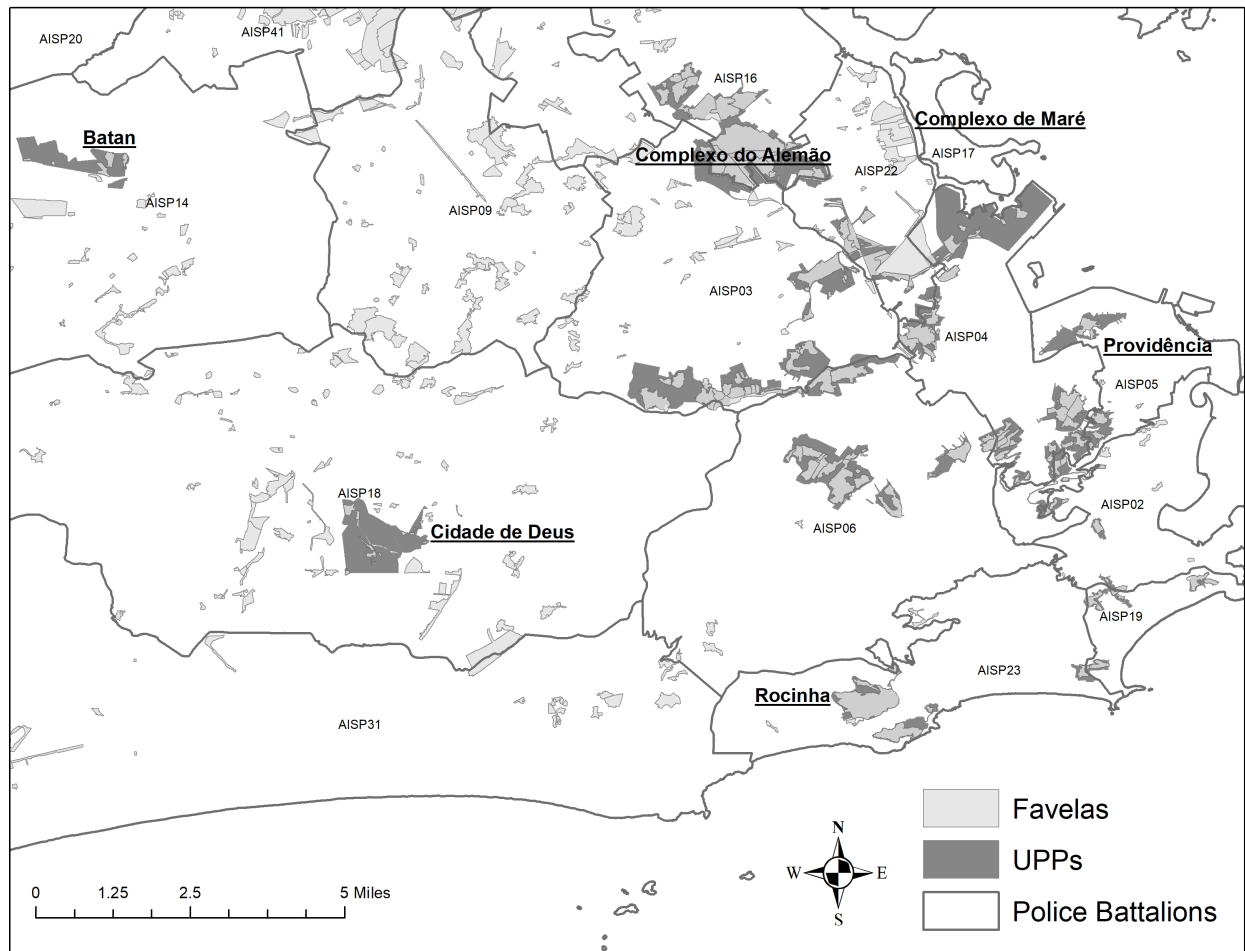 AISP20
AISP41
AISP16
Batan
Complexo de Maré
AISP17
Complexo do Alemão
AISP22
AISP14
AISP09
AISP03
AISP04
Providência
AISP05
AISP18
AISP02
Cidade de Deus
AISP06
AISP19
AISP23
Rocinha
AISP31
Favelas
UPPs
Police Battalions
N
W
E
S
0 1.25 2.5 5 Miles